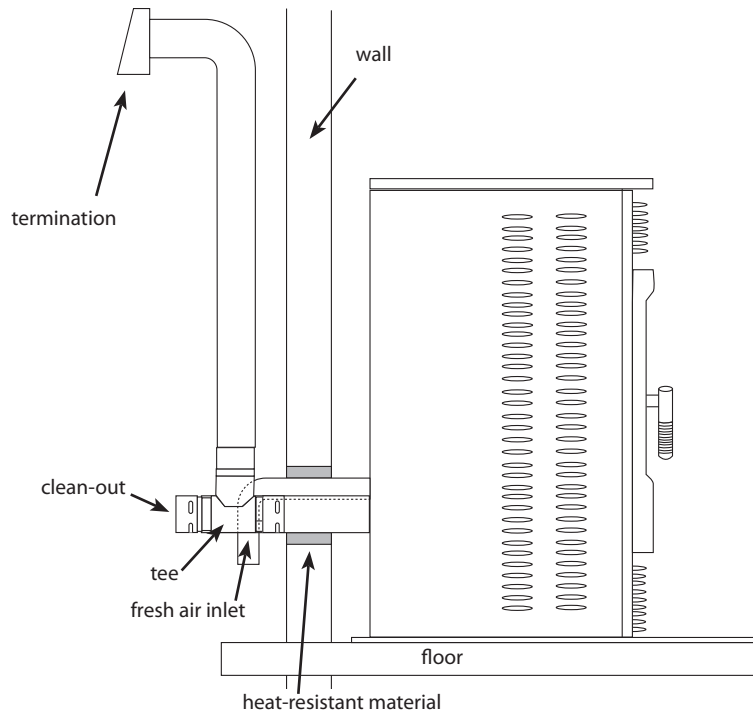 wall
termination
clean-out
tee
fresh air inlet
floor
heat-resistant material